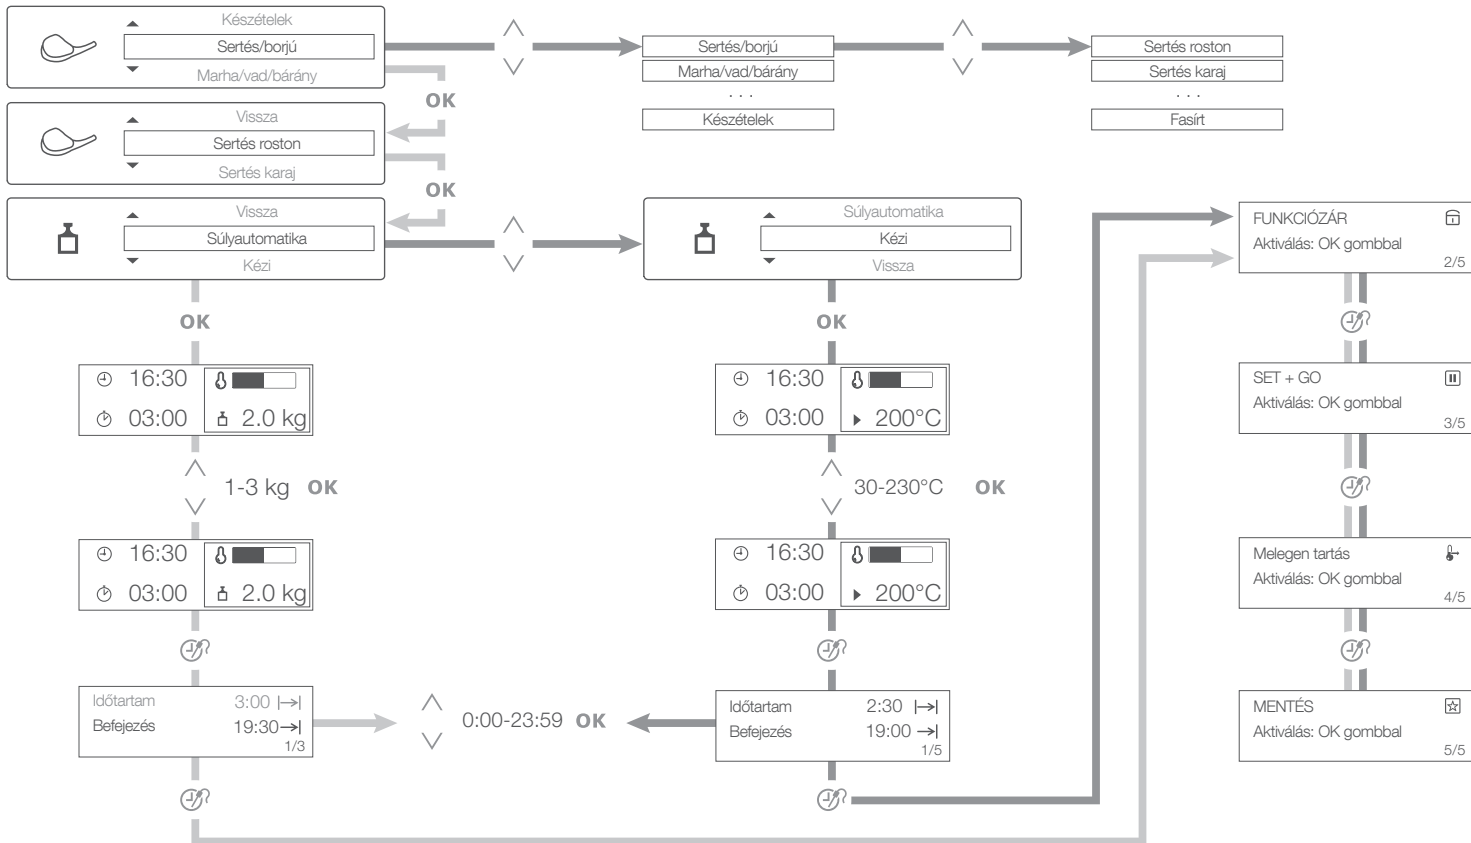 Készételek
Sertés/borjú
Marha/vad/bárány
OK
Vissza
Sertés roston
Sertés karaj
OK
Vissza
Súlyautomatika
Kézi
Sertés/borjú
Marha/vad/bárány
. . .
Készételek
Sertés roston
Sertés karaj
. . .
Fasírt
Súlyautomatika
Kézi
Vissza
OK
16:30
03:00 2.0 kg
1-3 kg OK
16:30
03:00 2.0 kg
Időtartam 3:00
Befejezés 19:30
1/3
0:00-23:59 OK
OK
16:30
03:00 200°C
30-230°C OK
16:30
03:00 200°C
Időtartam 2:30
Befejezés 19:00
1/5
FUNKCIÓZÁR
Aktiválás: OK gombbal
2/5
SET + GO
Aktiválás: OK gombbal
3/5
Melegen tartás
Aktiválás: OK gombbal
4/5
MENTÉS
Aktiválás: OK gombbal
5/5